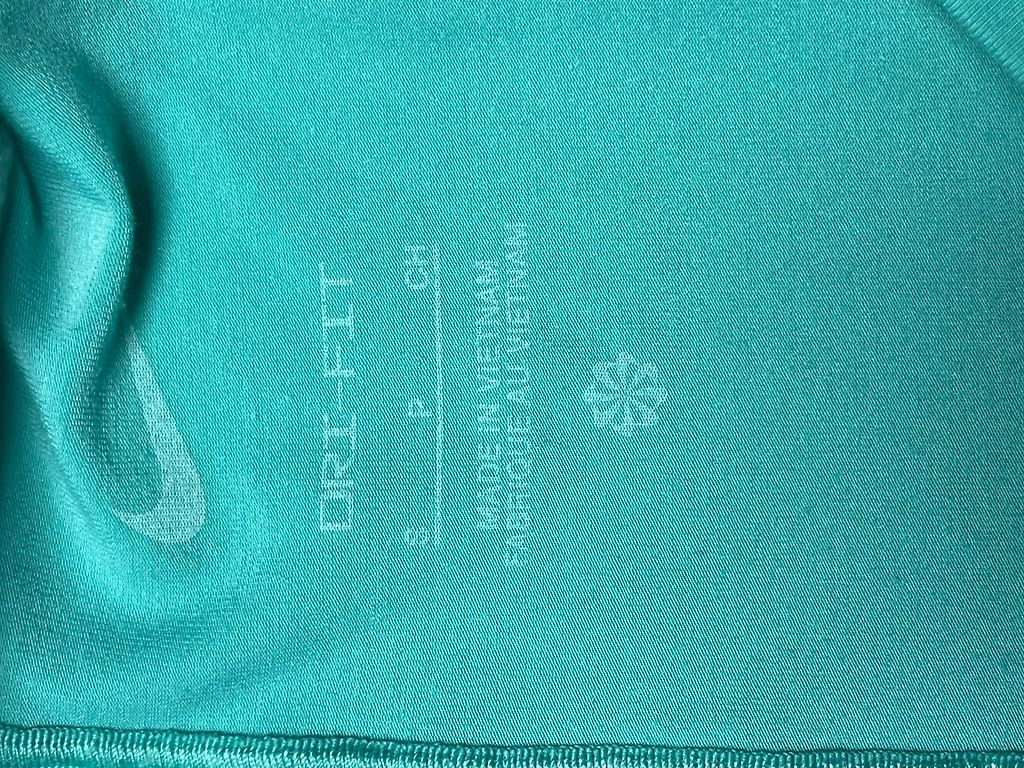 DRI-FIT
S P CH
MADE IN VIETNAM
FABRIQUÉ AU VIETNAM